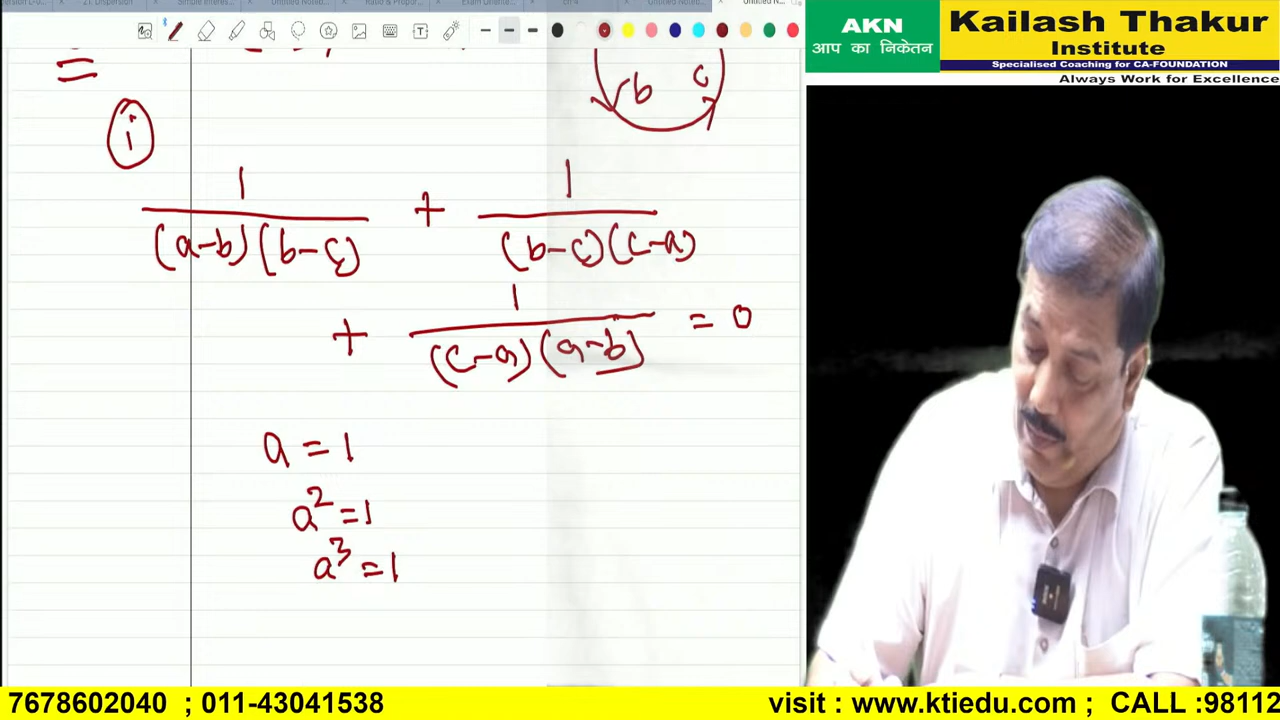 AKN
आप का निकेतन
Kailash Thakur
Institute
Specialised Coaching for CA-FOUNDATION
Always Work for Excellence
=
b c
i
1/((a-b)(b-c)) + 1/((b-c)(c-a))
+ 1/((c-a)(a-b)) = 0
a = 1
a² = 1
a³ = 1
7678602040 ; 011-43041538
visit : www.ktiedu.com ; CALL :98112